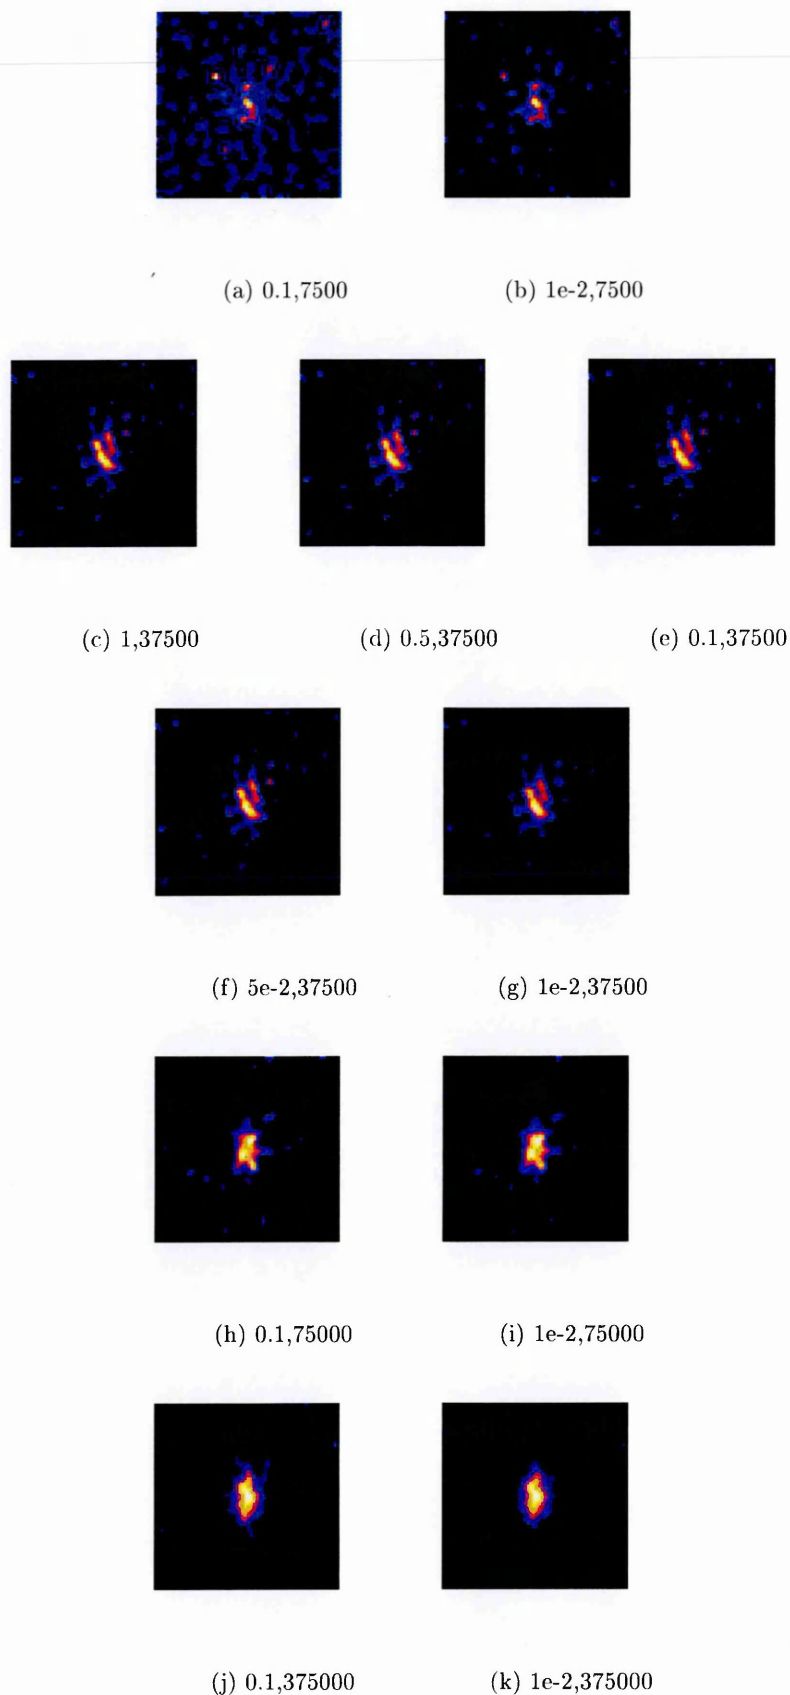 (a) 0.1,7500
(b) 1e-2,7500
(c) 1,37500
(d) 0.5,37500
(e) 0.1,37500
(f) 5e-2,37500
(g) 1e-2,37500
(h) 0.1,75000
(i) 1e-2,75000
(j) 0.1,375000
(k) 1e-2,375000